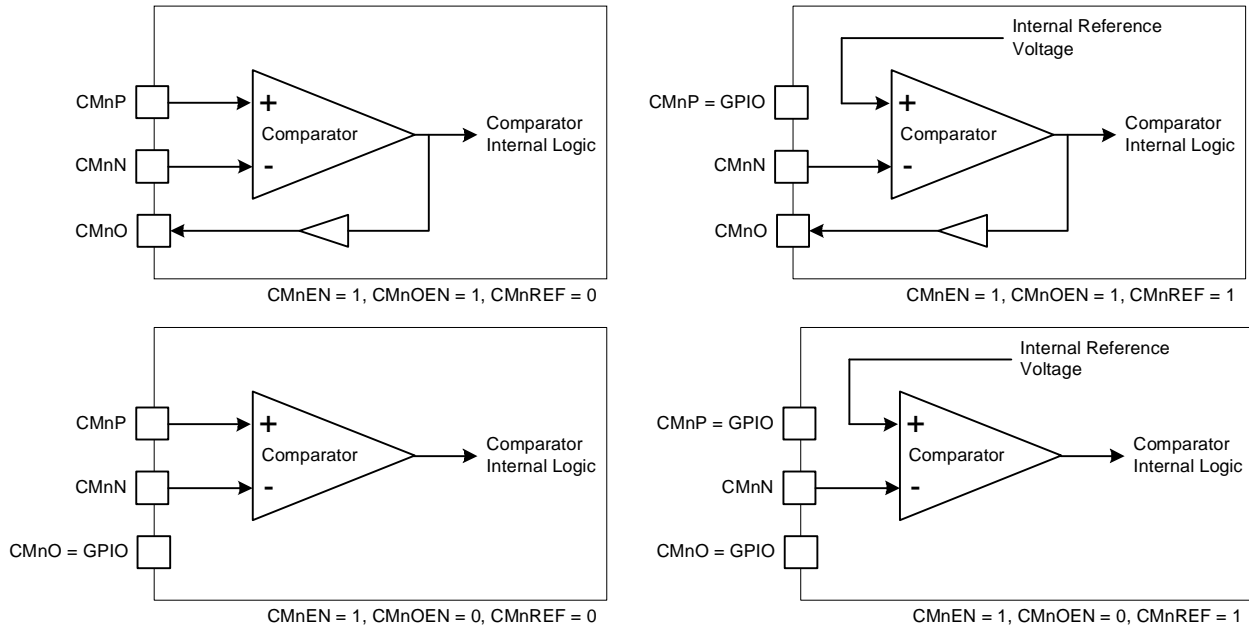 CMnP
CMnN
CMnO
+
-
Comparator
Comparator
Internal Logic
CMnEN = 1, CMnOEN = 1, CMnREF = 0
Internal Reference
Voltage
CMnP = GPIO
CMnN
CMnO
+
-
Comparator
Comparator
Internal Logic
CMnEN = 1, CMnOEN = 1, CMnREF = 1
CMnP
CMnN
CMnO = GPIO
+
-
Comparator
Comparator
Internal Logic
CMnEN = 1, CMnOEN = 0, CMnREF = 0
Internal Reference
Voltage
CMnP = GPIO
CMnN
CMnO = GPIO
+
-
Comparator
Comparator
Internal Logic
CMnEN = 1, CMnOEN = 0, CMnREF = 1